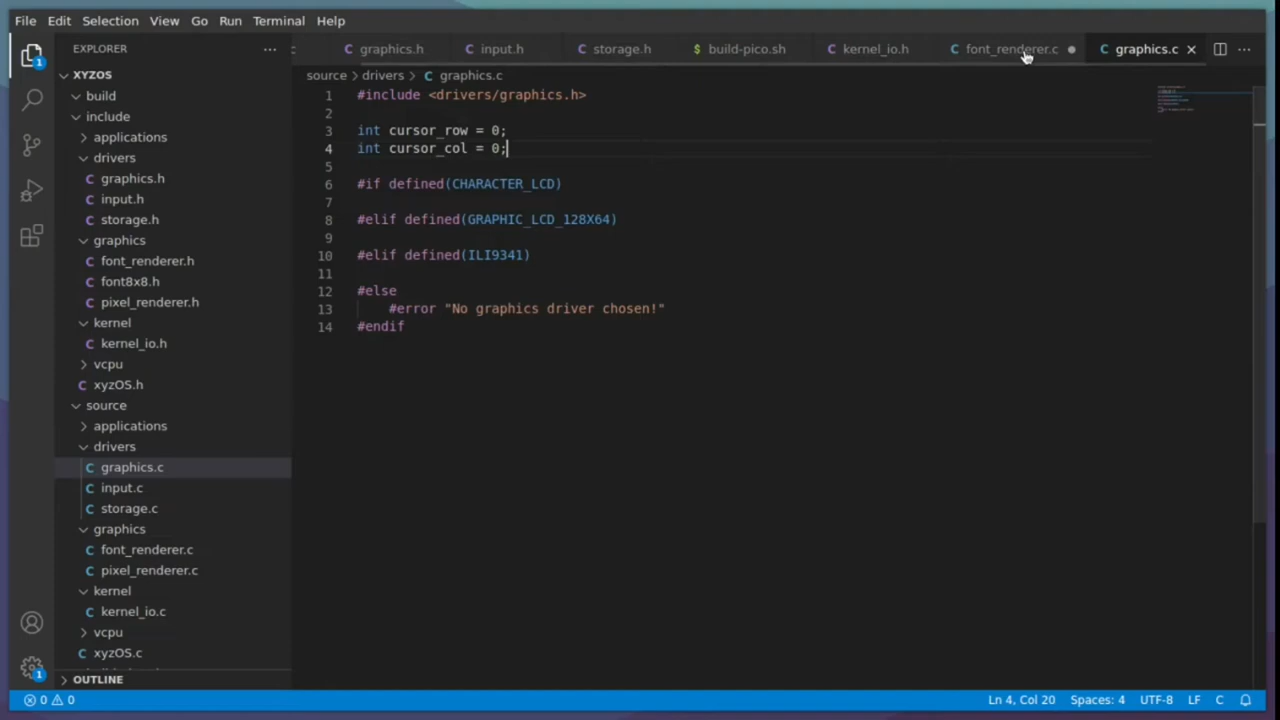 File Edit Selection View Go Run Terminal Help
EXPLORER
graphics.h input.h storage.h $ build-pico.sh kernel_io.h font_renderer.c graphics.c
XYZOS
build
include
applications
drivers
graphics.h
input.h
storage.h
graphics
font_renderer.h
font8x8.h
pixel_renderer.h
kernel
kernel_io.h
vcpu
xyzOS.h
source
applications
drivers
graphics.c
input.c
storage.c
graphics
font_renderer.c
pixel_renderer.c
kernel
kernel_io.c
vcpu
xyzOS.c
OUTLINE
source > drivers > C graphics.c
1 #include <drivers/graphics.h>
2
3 int cursor_row = 0;
4 int cursor_col = 0;
5
6 #if defined(CHARACTER_LCD)
7
8 #elif defined(GRAPHIC_LCD_128X64)
9
10 #elif defined(ILI9341)
11
12 #else
13 #error "No graphics driver chosen!"
14 #endif
0 0 Ln 4, Col 20 Spaces: 4 UTF-8 LF C